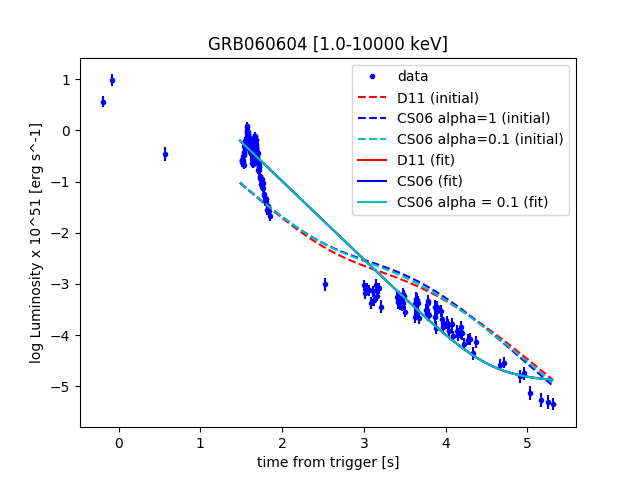 GRB060604 [1.0-10000 keV]
data
D11 (initial)
CS06 alpha=1 (initial)
CS06 alpha=0.1 (initial)
D11 (fit)
CS06 (fit)
CS06 alpha = 0.1 (fit)
log Luminosity x 10^51 [erg s^-1]
1
0
−1
−2
−3
−4
−5
0 1 2 3 4 5
time from trigger [s]